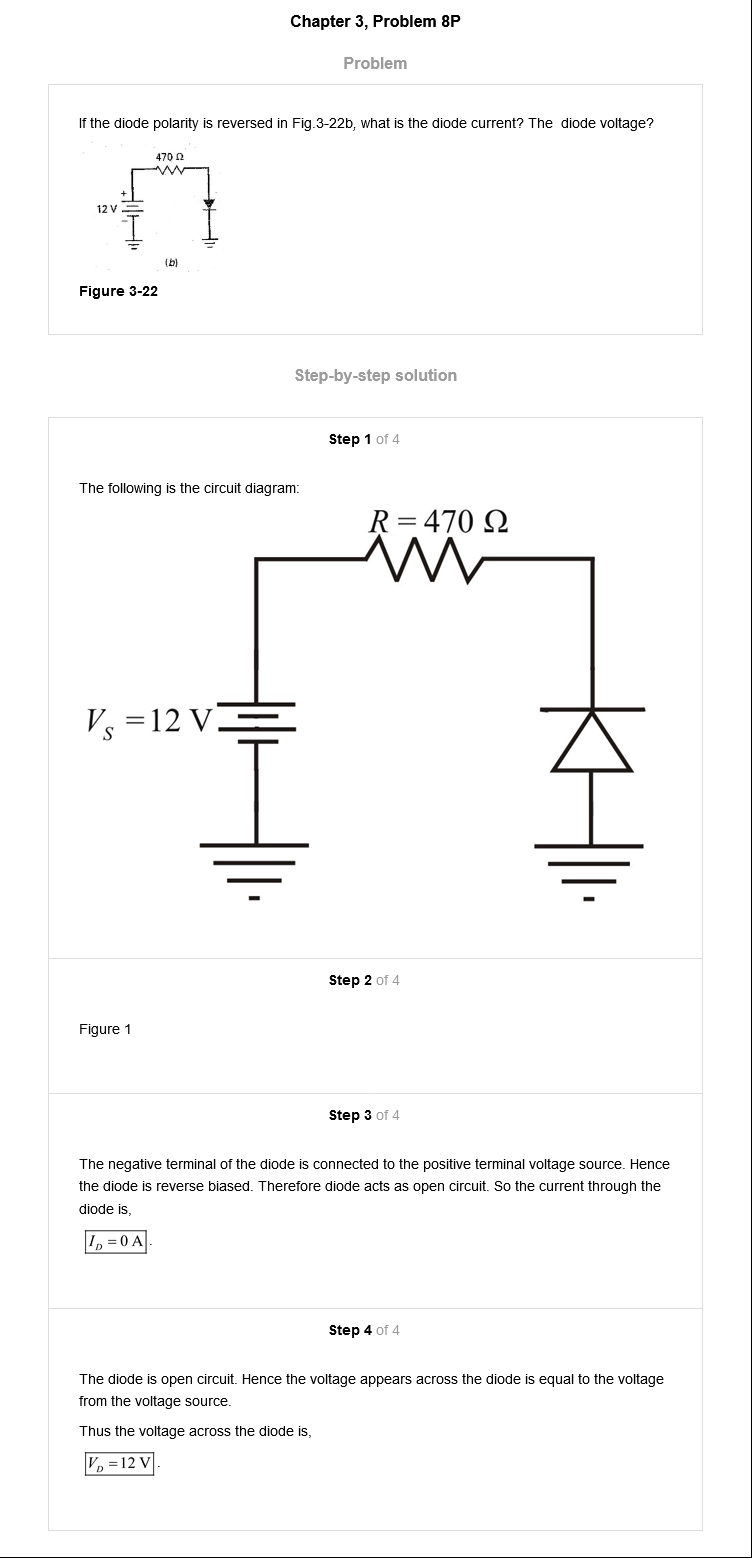 Chapter 3, Problem 8P
Problem
If the diode polarity is reversed in Fig.3-22b, what is the diode current? The  diode voltage?
470 Ω
+
12 V
−
(b)
Figure 3-22
Step-by-step solution
Step 1 of 4
The following is the circuit diagram:
R = 470 Ω
V_S = 12 V
Step 2 of 4
Figure 1
Step 3 of 4
The negative terminal of the diode is connected to the positive terminal voltage source. Hence
the diode is reverse biased. Therefore diode acts as open circuit. So the current through the
diode is,
I_D = 0 A.
Step 4 of 4
The diode is open circuit. Hence the voltage appears across the diode is equal to the voltage
from the voltage source.
Thus the voltage across the diode is,
V_D = 12 V.